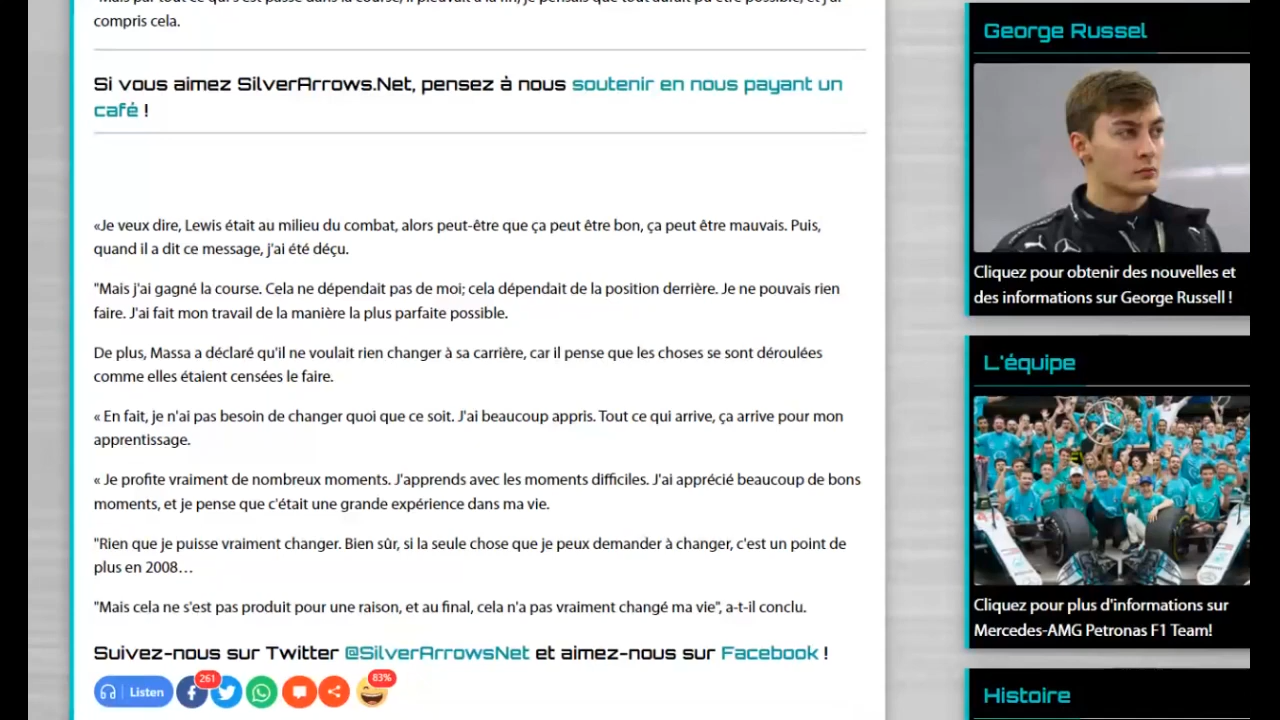 "Mais par tout ce qui s'est passé dans la course, il pleuvait à la fin, je pensais que tout aurait pu être possible, et j'ai
compris cela.
Si vous aimez SilverArrows.Net, pensez à nous soutenir en nous payant un
café !
«Je veux dire, Lewis était au milieu du combat, alors peut-être que ça peut être bon, ça peut être mauvais. Puis,
quand il a dit ce message, j'ai été déçu.
"Mais j'ai gagné la course. Cela ne dépendait pas de moi; cela dépendait de la position derrière. Je ne pouvais rien
faire. J'ai fait mon travail de la manière la plus parfaite possible.
De plus, Massa a déclaré qu'il ne voulait rien changer à sa carrière, car il pense que les choses se sont déroulées
comme elles étaient censées le faire.
« En fait, je n'ai pas besoin de changer quoi que ce soit. J'ai beaucoup appris. Tout ce qui arrive, ça arrive pour mon
apprentissage.
« Je profite vraiment de nombreux moments. J'apprends avec les moments difficiles. J'ai apprécié beaucoup de bons
moments, et je pense que c'était une grande expérience dans ma vie.
"Rien que je puisse vraiment changer. Bien sûr, si la seule chose que je peux demander à changer, c'est un point de
plus en 2008…
"Mais cela ne s'est pas produit pour une raison, et au final, cela n'a pas vraiment changé ma vie", a-t-il conclu.
Suivez-nous sur Twitter @SilverArrowsNet et aimez-nous sur Facebook !
Listen
261
83%
George Russel
Cliquez pour obtenir des nouvelles et
des informations sur George Russell !
L'équipe
Cliquez pour plus d'informations sur
Mercedes-AMG Petronas F1 Team!
Histoire